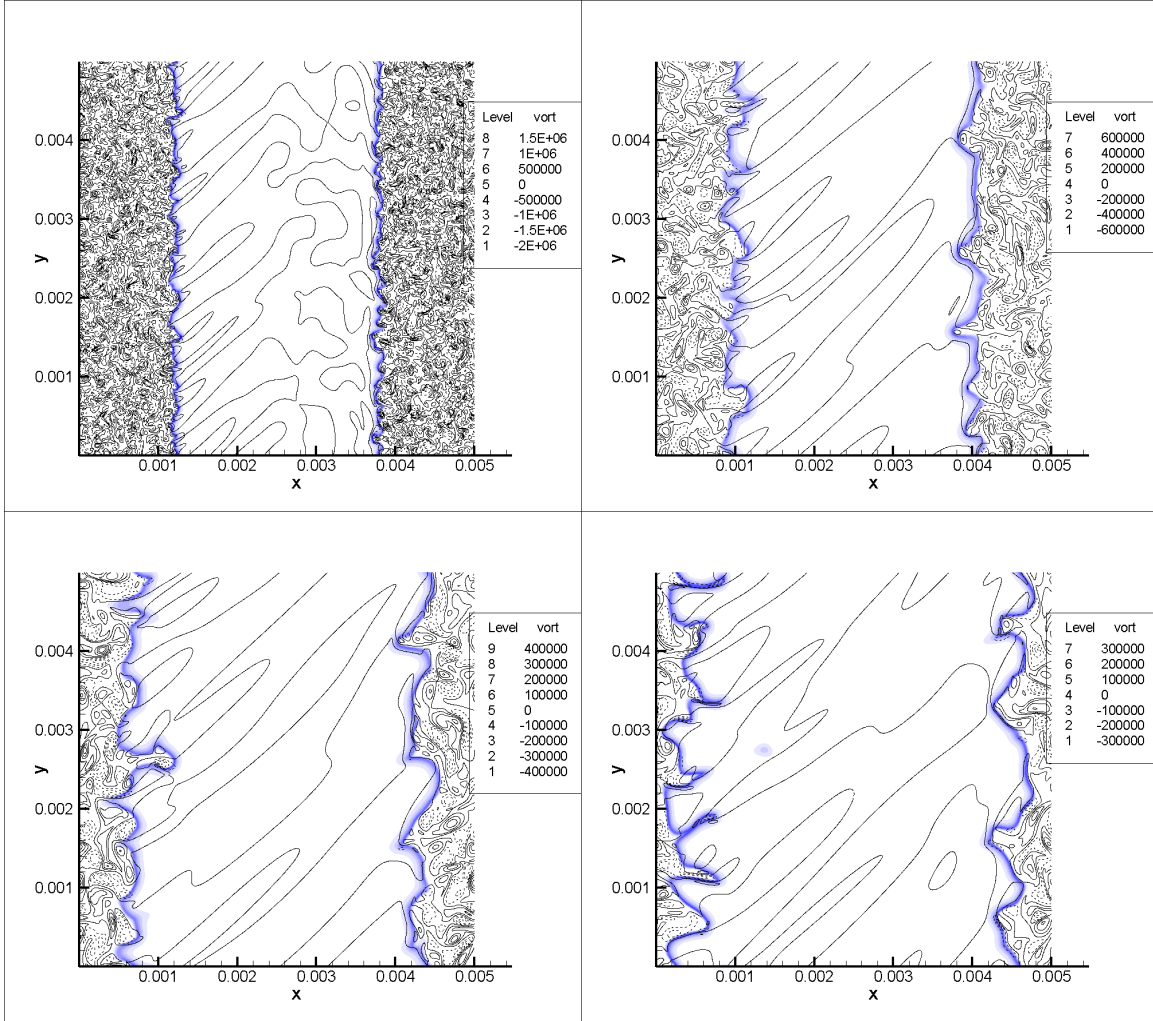 Level vort
8 1.5E+06
7 1E+06
6 500000
5 0
4 -500000
3 -1E+06
2 -1.5E+06
1 -2E+06
0.004
0.003
0.002
0.001
y
0.001 0.002 0.003 0.004 0.005
x
Level vort
7 600000
6 400000
5 200000
4 0
3 -200000
2 -400000
1 -600000
0.004
0.003
0.002
0.001
y
0.001 0.002 0.003 0.004 0.005
x
Level vort
9 400000
8 300000
7 200000
6 100000
5 0
4 -100000
3 -200000
2 -300000
1 -400000
0.004
0.003
0.002
0.001
y
0.001 0.002 0.003 0.004 0.005
x
Level vort
7 300000
6 200000
5 100000
4 0
3 -100000
2 -200000
1 -300000
0.004
0.003
0.002
0.001
y
0.001 0.002 0.003 0.004 0.005
x